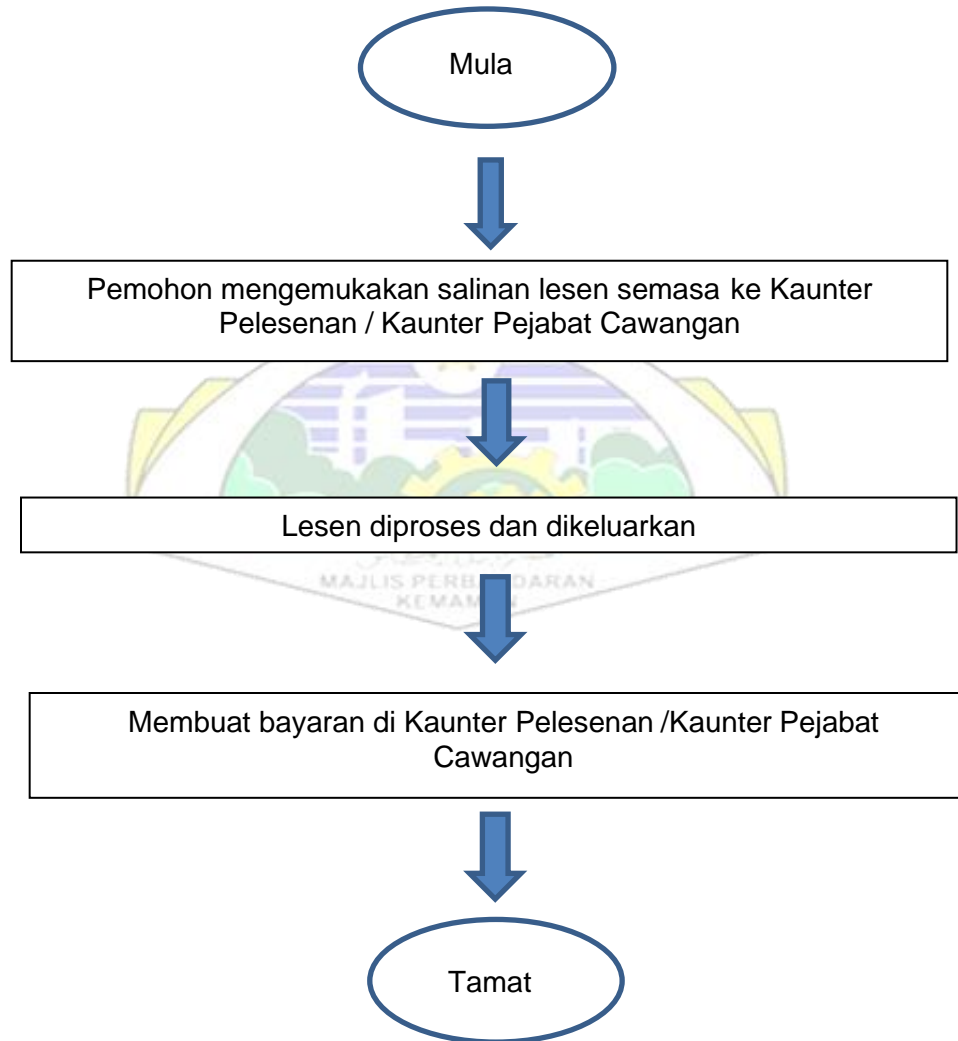 Mula
Pemohon mengemukakan salinan lesen semasa ke Kaunter
Pelesenan / Kaunter Pejabat Cawangan
Lesen diproses dan dikeluarkan
MAJLIS PERB DARAN
KEMAM N
Membuat bayaran di Kaunter Pelesenan /Kaunter Pejabat
Cawangan
Tamat